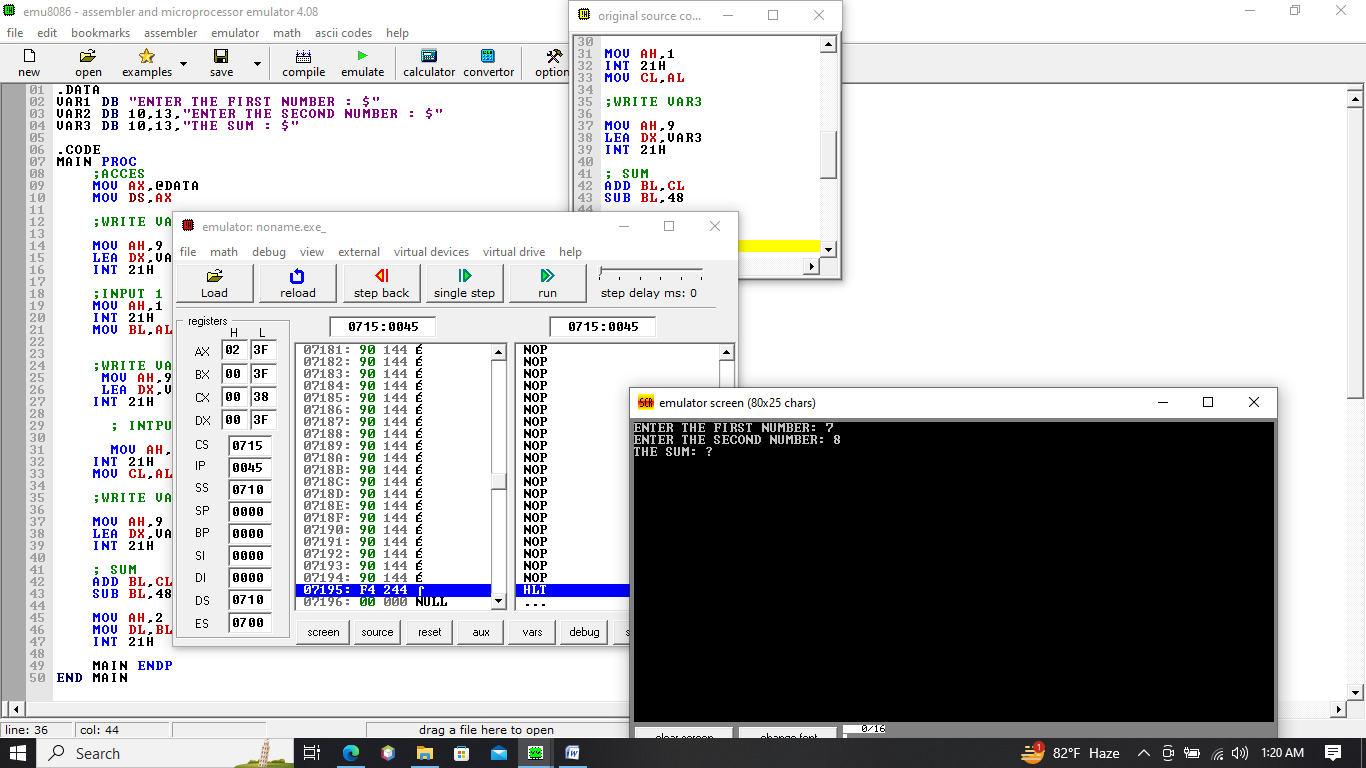 emu8086 - assembler and microprocessor emulator 4.08
file edit bookmarks assembler emulator math ascii codes help
new open examples save compile emulate calculator convertor option
01 .DATA
02 VAR1 DB "ENTER THE FIRST NUMBER : $"
03 VAR2 DB 10,13,"ENTER THE SECOND NUMBER : $"
04 VAR3 DB 10,13,"THE SUM : $"
05
06 .CODE
07 MAIN PROC
08 ;ACCES
09 MOV AX,@DATA
10 MOV DS,AX
11
12 ;WRITE VA
13
14 MOV AH,9
15 LEA DX,VA
16 INT 21H
17
18 ;INPUT 1
19 MOV AH,1
20 INT 21H
21 MOV BL,AL
22
23
24 ;WRITE VA
25 MOV AH,9
26 LEA DX,V
27 INT 21H
28
29 ; INTPU
30
31 MOV AH,
32 INT 21H
33 MOV CL,AL
34
35 ;WRITE VA
36
37 MOV AH,9
38 LEA DX,VA
39 INT 21H
40
41 ; SUM
42 ADD BL,CL
43 SUB BL,48
44
45 MOV AH,2
46 MOV DL,BL
47 INT 21H
48
49 MAIN ENDP
50 END MAIN
original source co...
30
31 MOV AH,1
32 INT 21H
33 MOV CL,AL
34
35 ;WRITE VAR3
36
37 MOV AH,9
38 LEA DX,VAR3
39 INT 21H
40
41 ; SUM
42 ADD BL,CL
43 SUB BL,48
44
emulator: noname.exe_
file math debug view external virtual devices virtual drive help
Load reload step back single step run step delay ms: 0
registers
H L
AX 02 3F
BX 00 3F
CX 00 38
DX 00 3F
CS 0715
IP 0045
SS 0710
SP 0000
BP 0000
SI 0000
DI 0000
DS 0710
ES 0700
0715:0045 0715:0045
07181: 90 144 É NOP
07182: 90 144 É NOP
07183: 90 144 É NOP
07184: 90 144 É NOP
07185: 90 144 É NOP
07186: 90 144 É NOP
07187: 90 144 É NOP
07188: 90 144 É NOP
07189: 90 144 É NOP
0718A: 90 144 É NOP
0718B: 90 144 É NOP
0718C: 90 144 É NOP
0718D: 90 144 É NOP
0718E: 90 144 É NOP
0718F: 90 144 É NOP
07190: 90 144 É NOP
07191: 90 144 É NOP
07192: 90 144 É NOP
07193: 90 144 É NOP
07194: 90 144 É NOP
07195: F4 244 ⌠ HLT
07196: 00 000 NULL ...
screen source reset aux vars debug
SCR emulator screen (80x25 chars)
ENTER THE FIRST NUMBER: 7
ENTER THE SECOND NUMBER: 8
THE SUM: ?
clear screen change font 0/16
line: 36 col: 44 drag a file here to open
Search
1 82°F Haze 1:20 AM